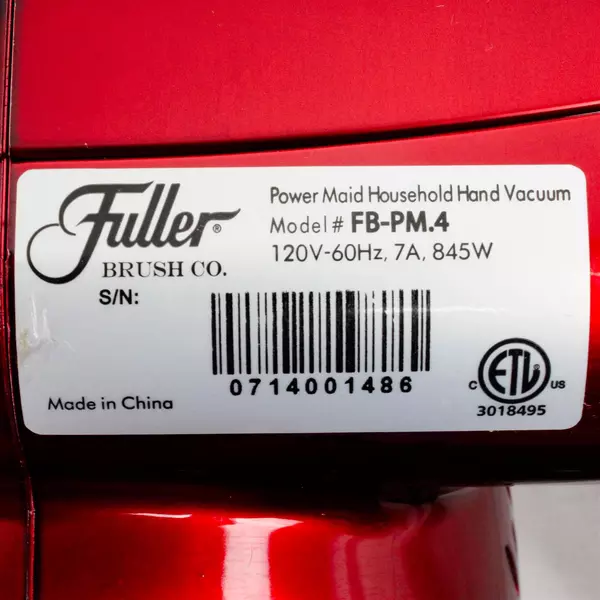 Fuller®
BRUSH CO.
Power Maid Household Hand Vacuum
Model # FB-PM.4
120V-60Hz, 7A, 845W
S/N:
0714001486
Made in China
C ETL US
3018495